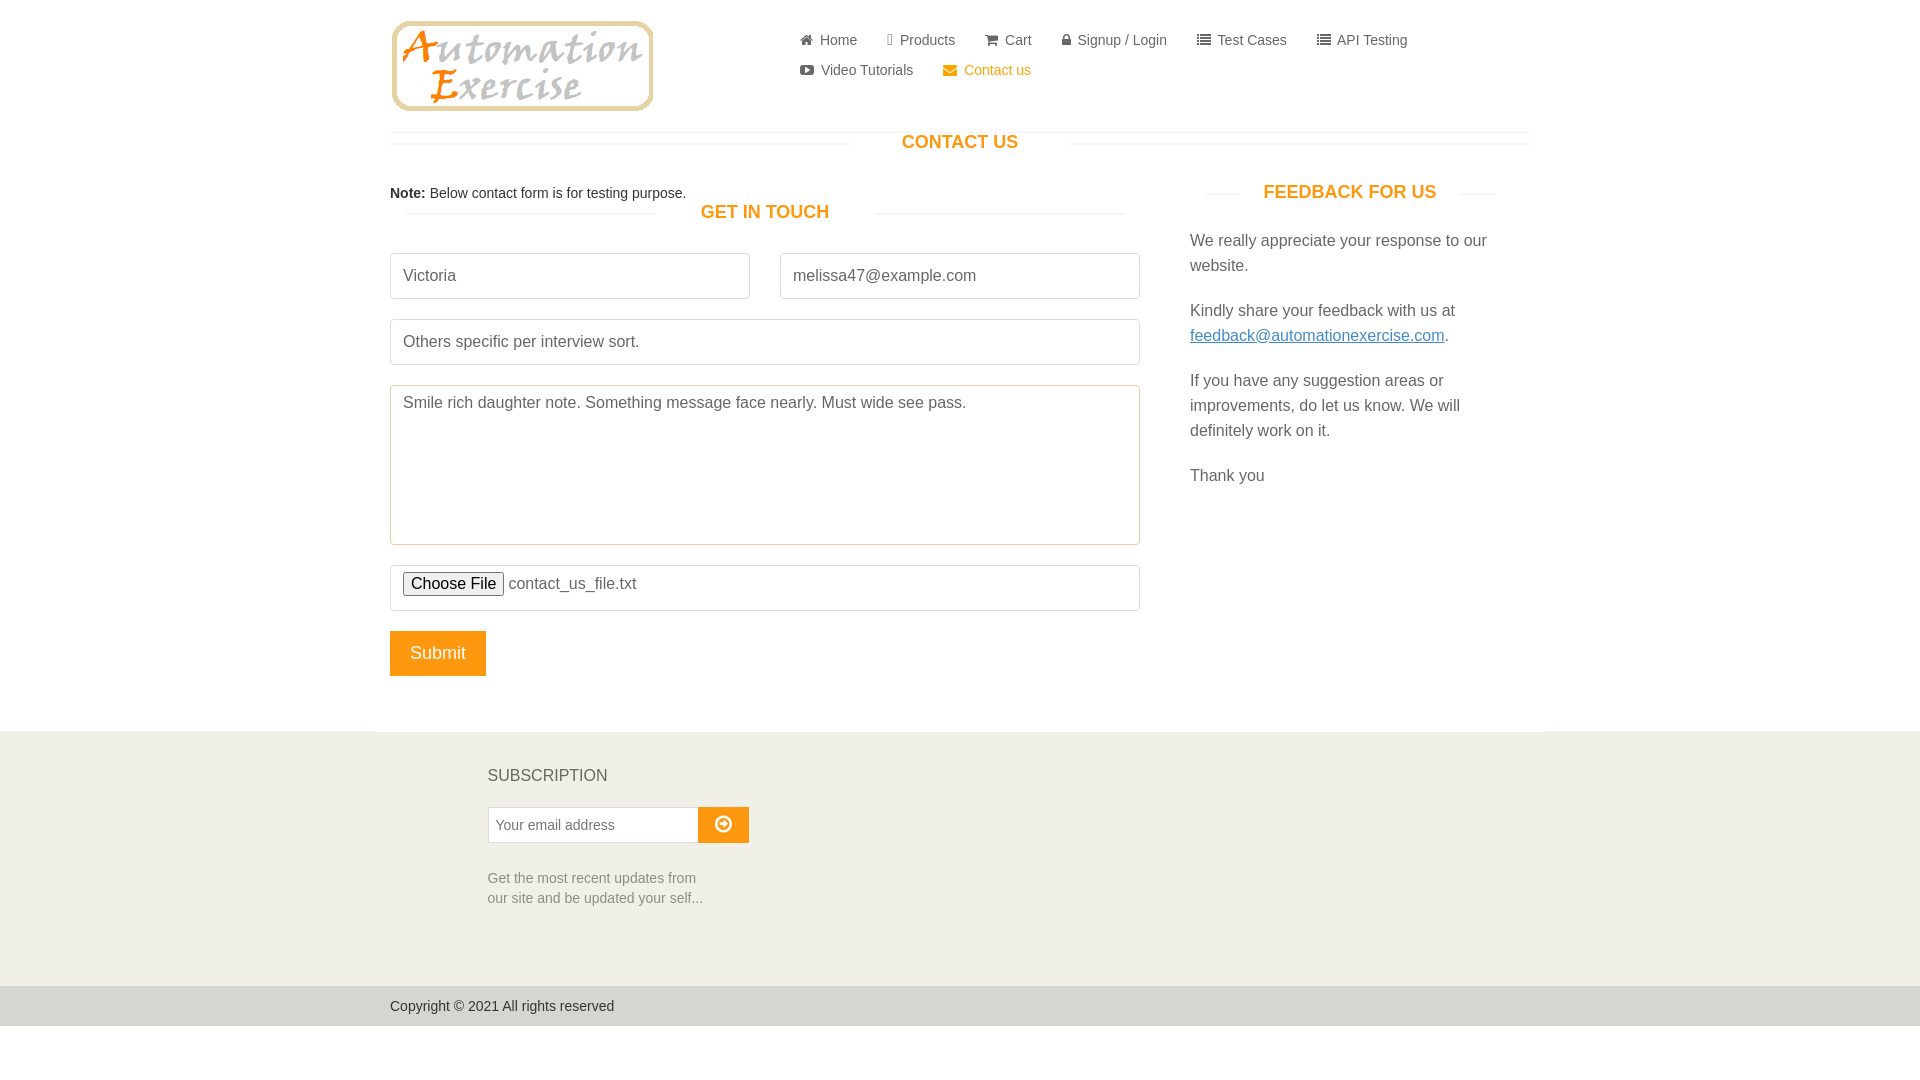 Automation
Exercise
Home
Products
Cart
Signup / Login
Test Cases
API Testing
Video Tutorials
Contact us
CONTACT US
Note: Below contact form is for testing purpose.
GET IN TOUCH
Victoria
melissa47@example.com
Others specific per interview sort.
Smile rich daughter note. Something message face nearly. Must wide see pass.
Choose File contact_us_file.txt
Submit
FEEDBACK FOR US
We really appreciate your response to our
website.
Kindly share your feedback with us at
feedback@automationexercise.com.
If you have any suggestion areas or
improvements, do let us know. We will
definitely work on it.
Thank you
SUBSCRIPTION
Your email address
Get the most recent updates from
our site and be updated your self...
Copyright © 2021 All rights reserved